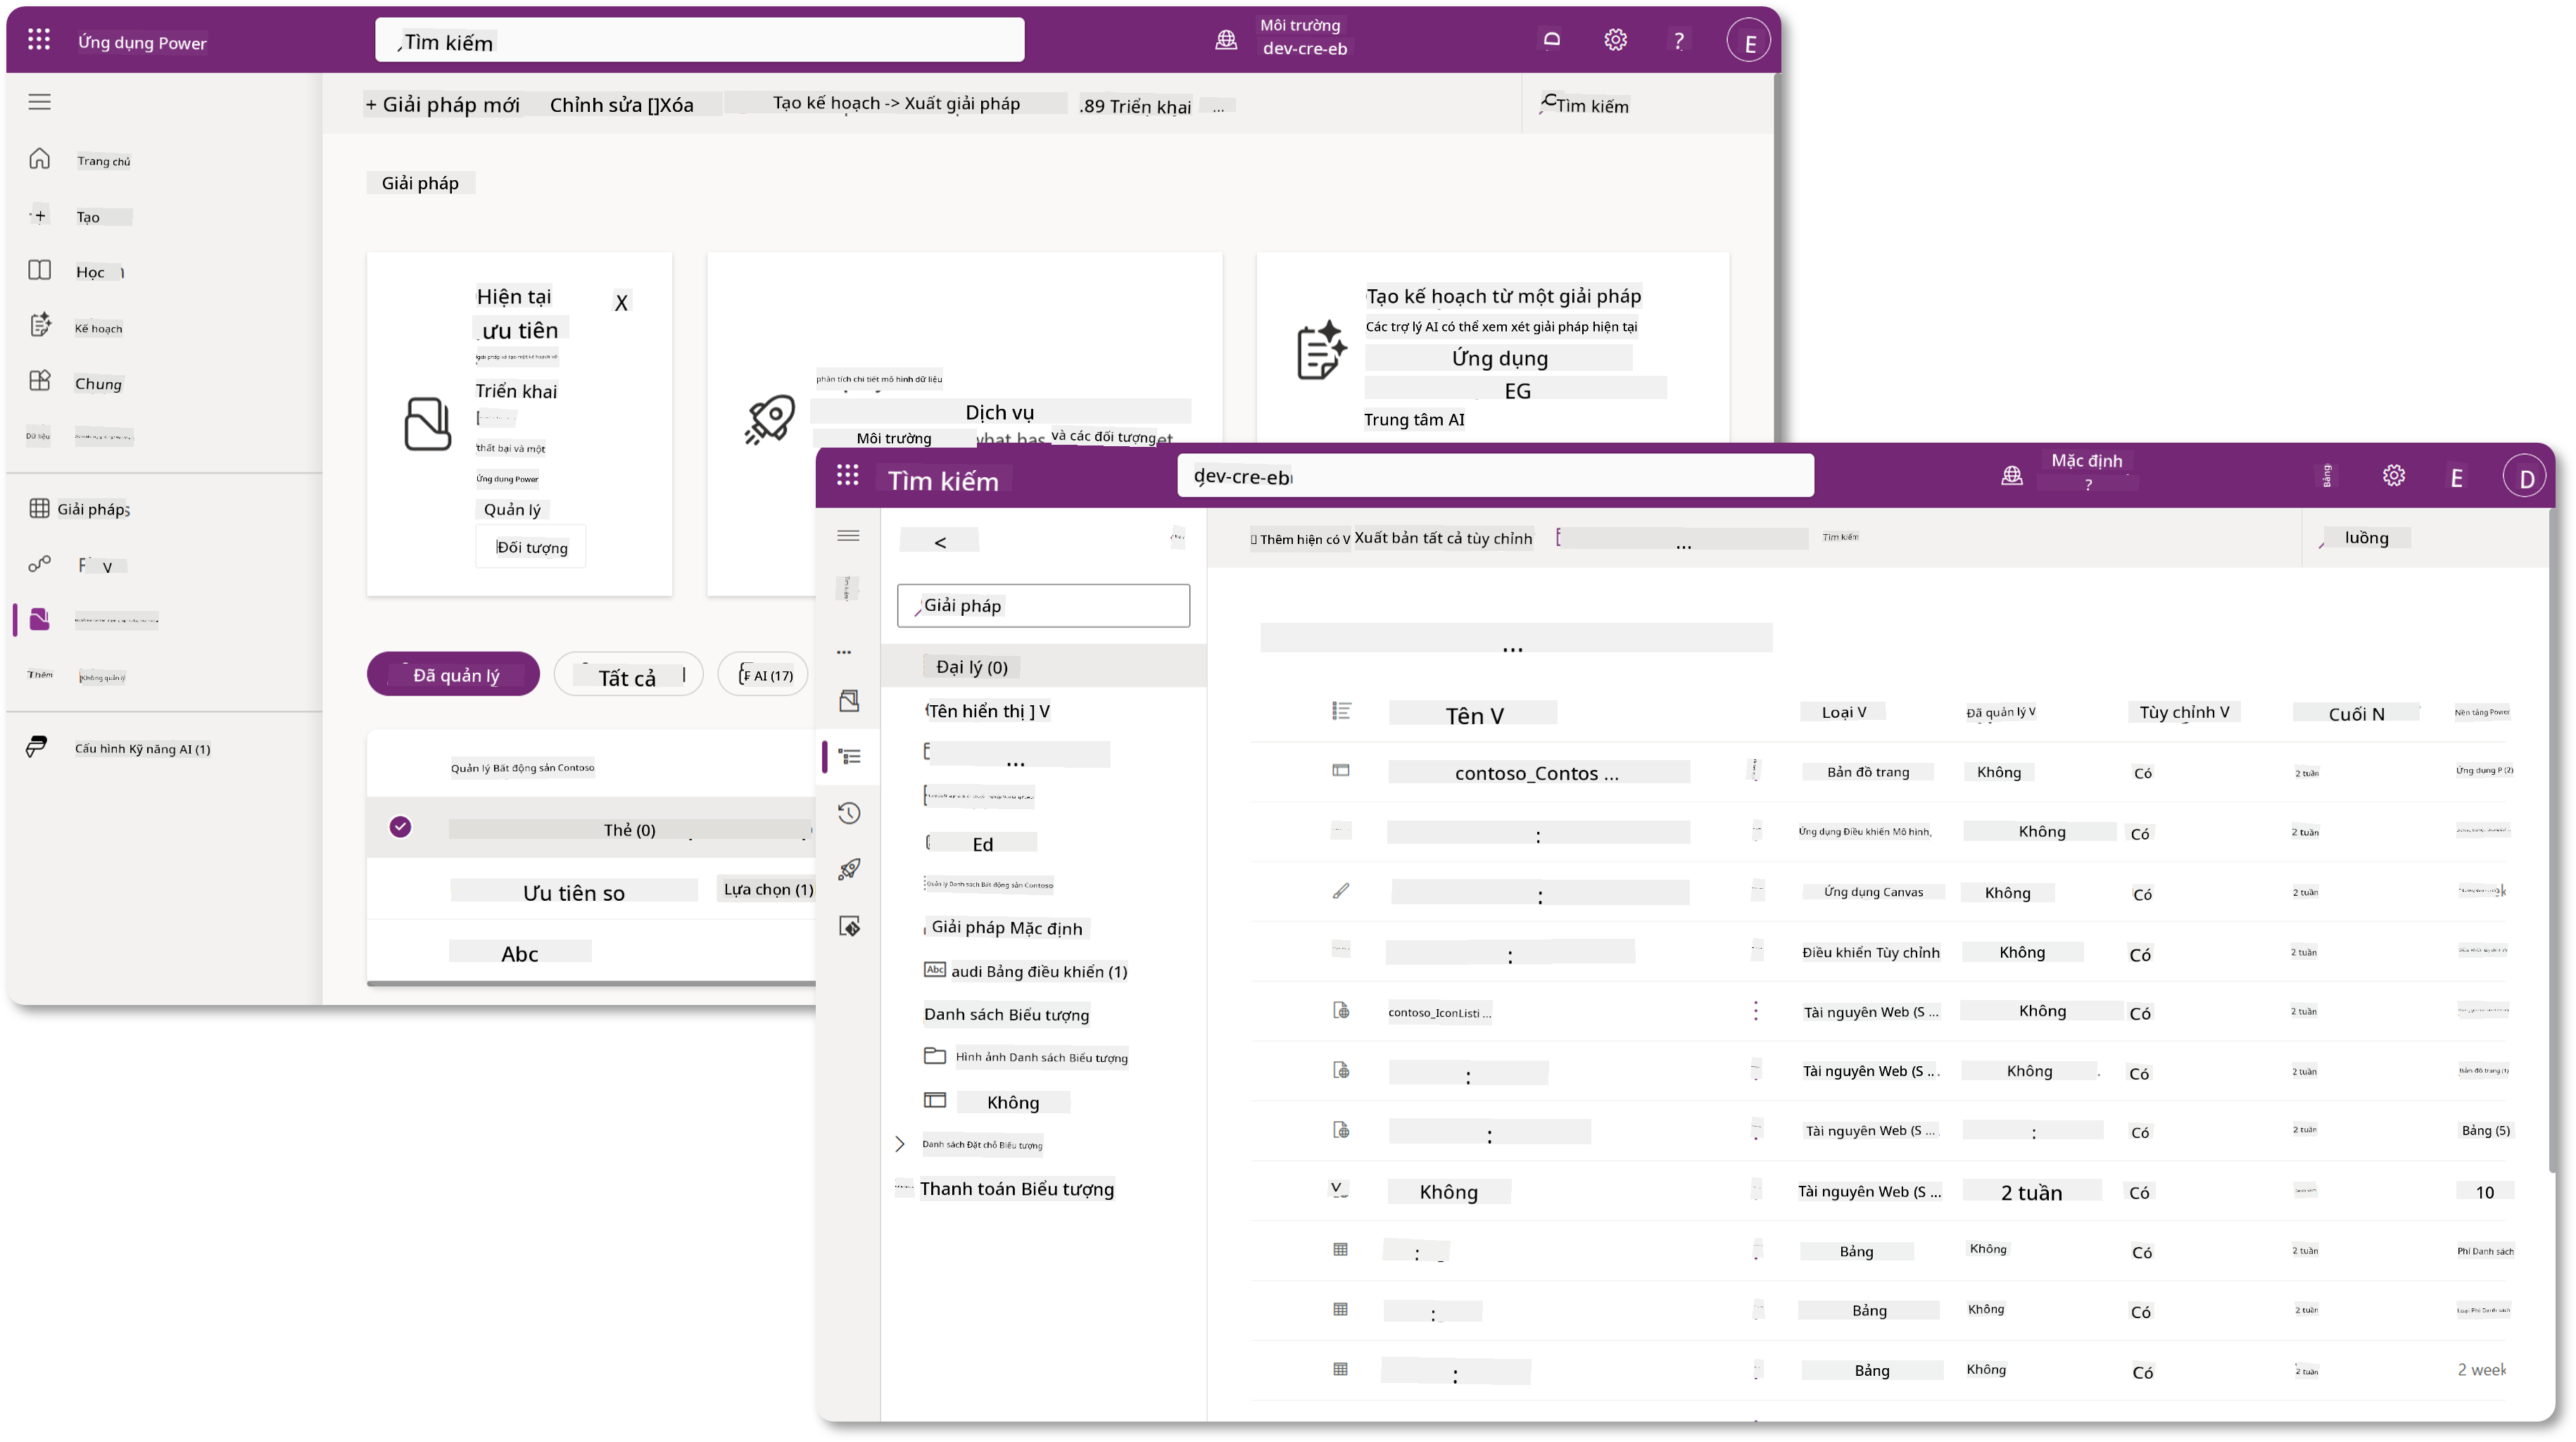 Ứng dụng Power
Tìm kiếm
Môi trường
dev-cre-eb
D
?
E
+ Giải pháp mới
Chỉnh sửa []Xóa
Tạo kế hoạch -> Xuất giải pháp
.89 Triển khai
...
Tìm kiếm
Trang chủ
Tạo
Học
Kế hoạch
Chung
Dữ liệu
Giải pháp
V
Thêm
Không quản lý
Cấu hình Kỹ năng AI (1)
Giải pháp
Hiện tại
X
ưu tiên
Triển khai
thất bại và một
Ứng dụng Power
Quản lý
Đối tượng
phân tích chi tiết mô hình dữ liệu
Dịch vụ
Môi trường
what has
và các đối tượng
Tạo kế hoạch từ một giải pháp
Các trợ lý AI có thể xem xét giải pháp hiện tại
Ứng dụng
EG
Trung tâm AI
Đã quản lý
Tất cả
AI (17)
Quản lý Bất động sản Contoso
Thẻ (0)
Ưu tiên so
Lựa chọn (1)
Abc
Tìm kiếm
dev-cre-eb
Mặc định
?
Bảng
E
D
<
Thêm hiện có V
Xuất bản tất cả tùy chỉnh
...
Tìm kiếm
luồng
Giải pháp
Đại lý (0)
Tên hiển thị ] V
...
Ed
Quản lý Danh sách Bất động sản Contoso
Giải pháp Mặc định
Abc audi Bảng điều khiển (1)
Danh sách Biểu tượng
Hình ảnh Danh sách Biểu tượng
Không
Danh sách Đặt chỗ Biểu tượng
Thanh toán Biểu tượng
...
Tên V
Loại V
Đã quản lý V
Tùy chỉnh V
Cuối N
Nền tảng Power
contoso_Contos ...
Bản đồ trang
Không
Có
2 tuần
Ứng dụng P (2)
:
Ứng dụng Điều khiển Mô hình,
Không
Có
2 tuần
:
Ứng dụng Canvas
Không
Có
2 tuần
:
Điều khiển Tùy chỉnh
Không
Có
2 tuần
contoso_IconListi ...
Tài nguyên Web (S ...
Không
Có
2 tuần
:
Tài nguyên Web (S ...
Không
Có
2 tuần
Bản đồ trang (1)
:
Tài nguyên Web (S ...
:
Có
2 tuần
Bảng (5)
V
Không
Tài nguyên Web (S ...
2 tuần
Có
10
:
Bảng
Không
Có
2 tuần
Phí Danh sách
:
Bảng
Không
Có
2 tuần
Loại Phí Danh sách
:
Bảng
Không
Có
2 tuần
2 week